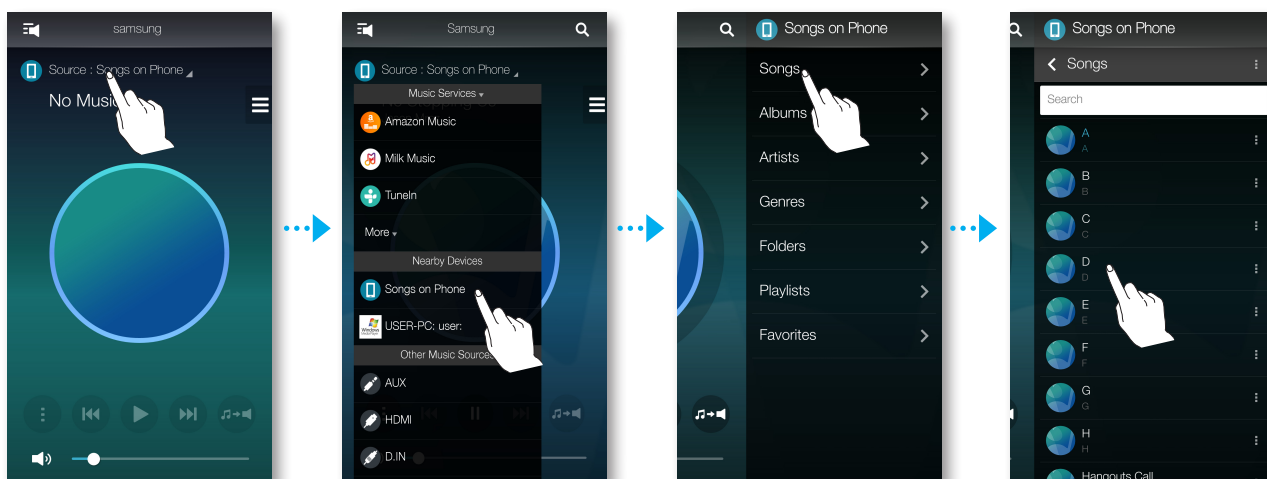 samsung
Source : Songs on Phone
No Music
Samsung
Source : Songs on Phone
Music Services
Amazon Music
Milk Music
TuneIn
More
Nearby Devices
Songs on Phone
USER-PC: user:
Other Music Sources
AUX
HDMI
D.IN
Songs on Phone
Songs
Albums
Artists
Genres
Folders
Playlists
Favorites
Songs on Phone
Songs
Search
A
A
B
B
C
C
D
D
E
E
F
F
G
G
H
H
Hangouts Call